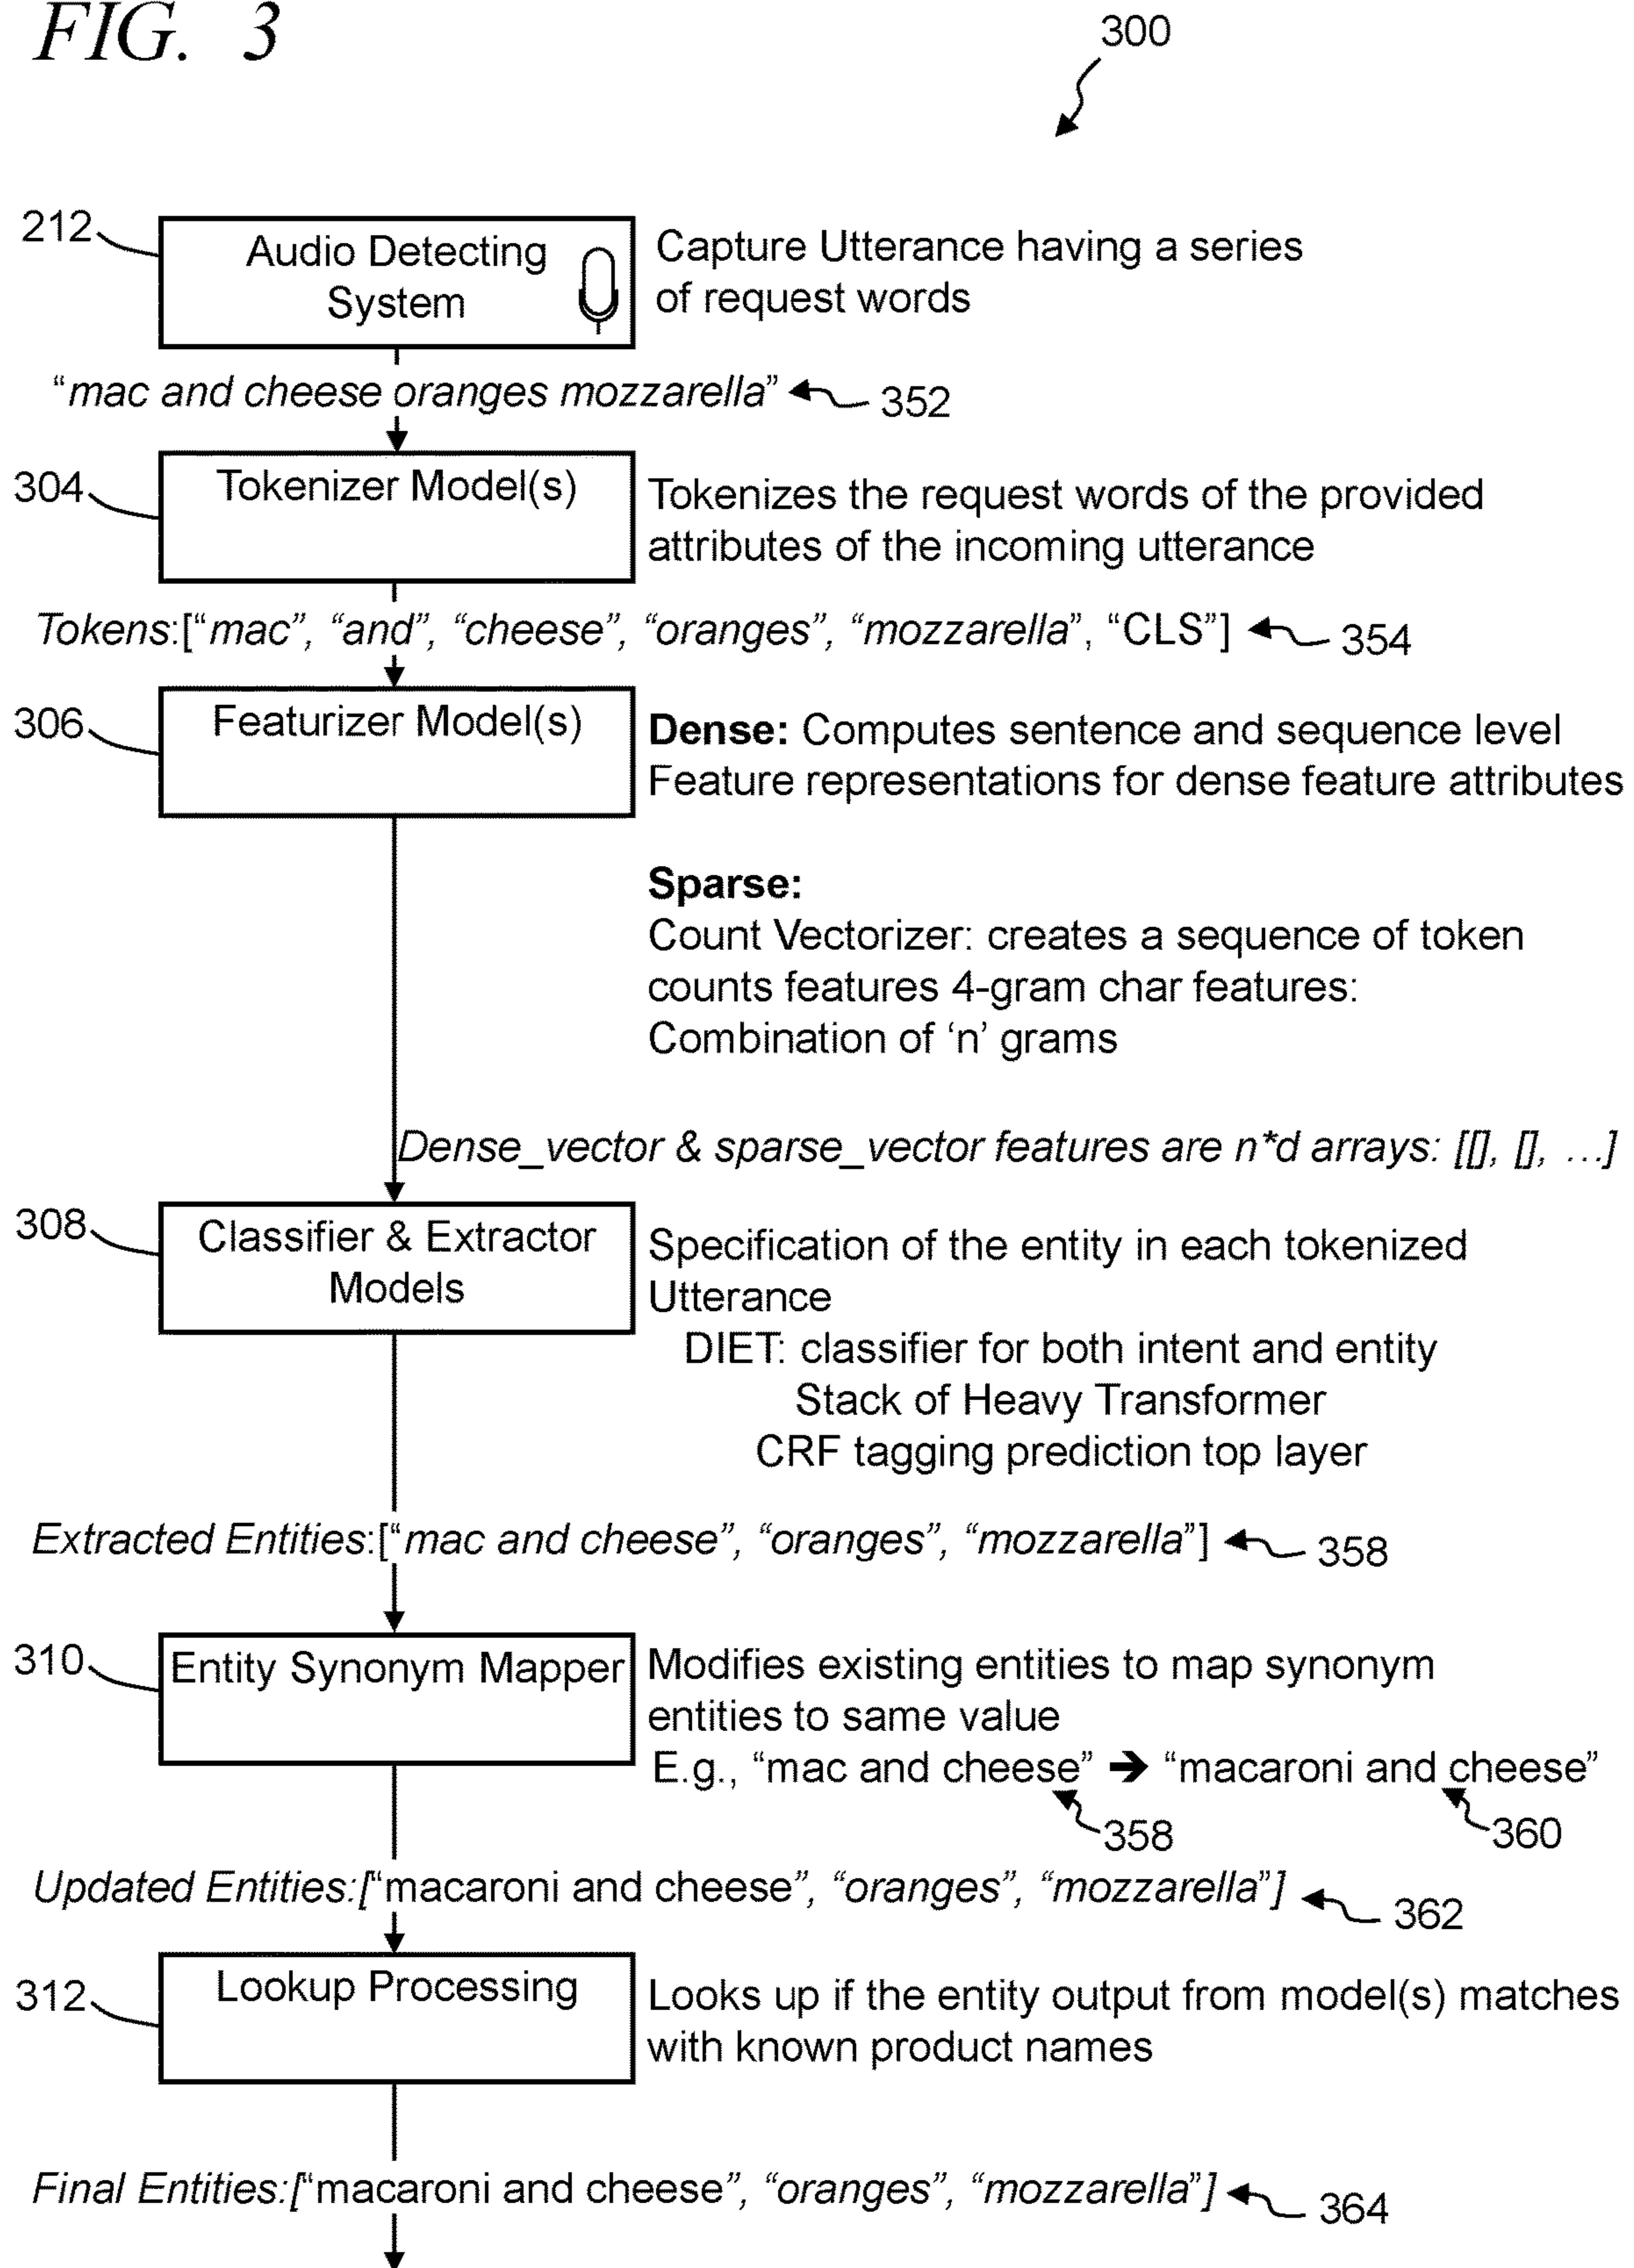 FIG. 3
300
212
Audio Detecting
System
Capture Utterance having a series
of request words
“mac and cheese oranges mozzarella”
352
304
Tokenizer Model(s)
Tokenizes the request words of the provided
attributes of the incoming utterance
Tokens:[“mac”, “and”, “cheese”, “oranges”, “mozzarella”, “CLS”]
354
306
Featurizer Model(s)
Dense: Computes sentence and sequence level
Feature representations for dense feature attributes
Sparse:
Count Vectorizer: creates a sequence of token
counts features 4-gram char features:
Combination of ‘n’ grams
Dense_vector & sparse_vector features are n*d arrays: [[], [], …]
308
Classifier & Extractor
Models
Specification of the entity in each tokenized
Utterance
DIET: classifier for both intent and entity
Stack of Heavy Transformer
CRF tagging prediction top layer
Extracted Entities:[“mac and cheese”, “oranges”, “mozzarella”]
358
310
Entity Synonym Mapper
Modifies existing entities to map synonym
entities to same value
E.g., “mac and cheese” ➔ “macaroni and cheese”
358
360
Updated Entities:[“macaroni and cheese”, “oranges”, “mozzarella”]
362
312
Lookup Processing
Looks up if the entity output from model(s) matches
with known product names
Final Entities:[“macaroni and cheese”, “oranges”, “mozzarella”]
364